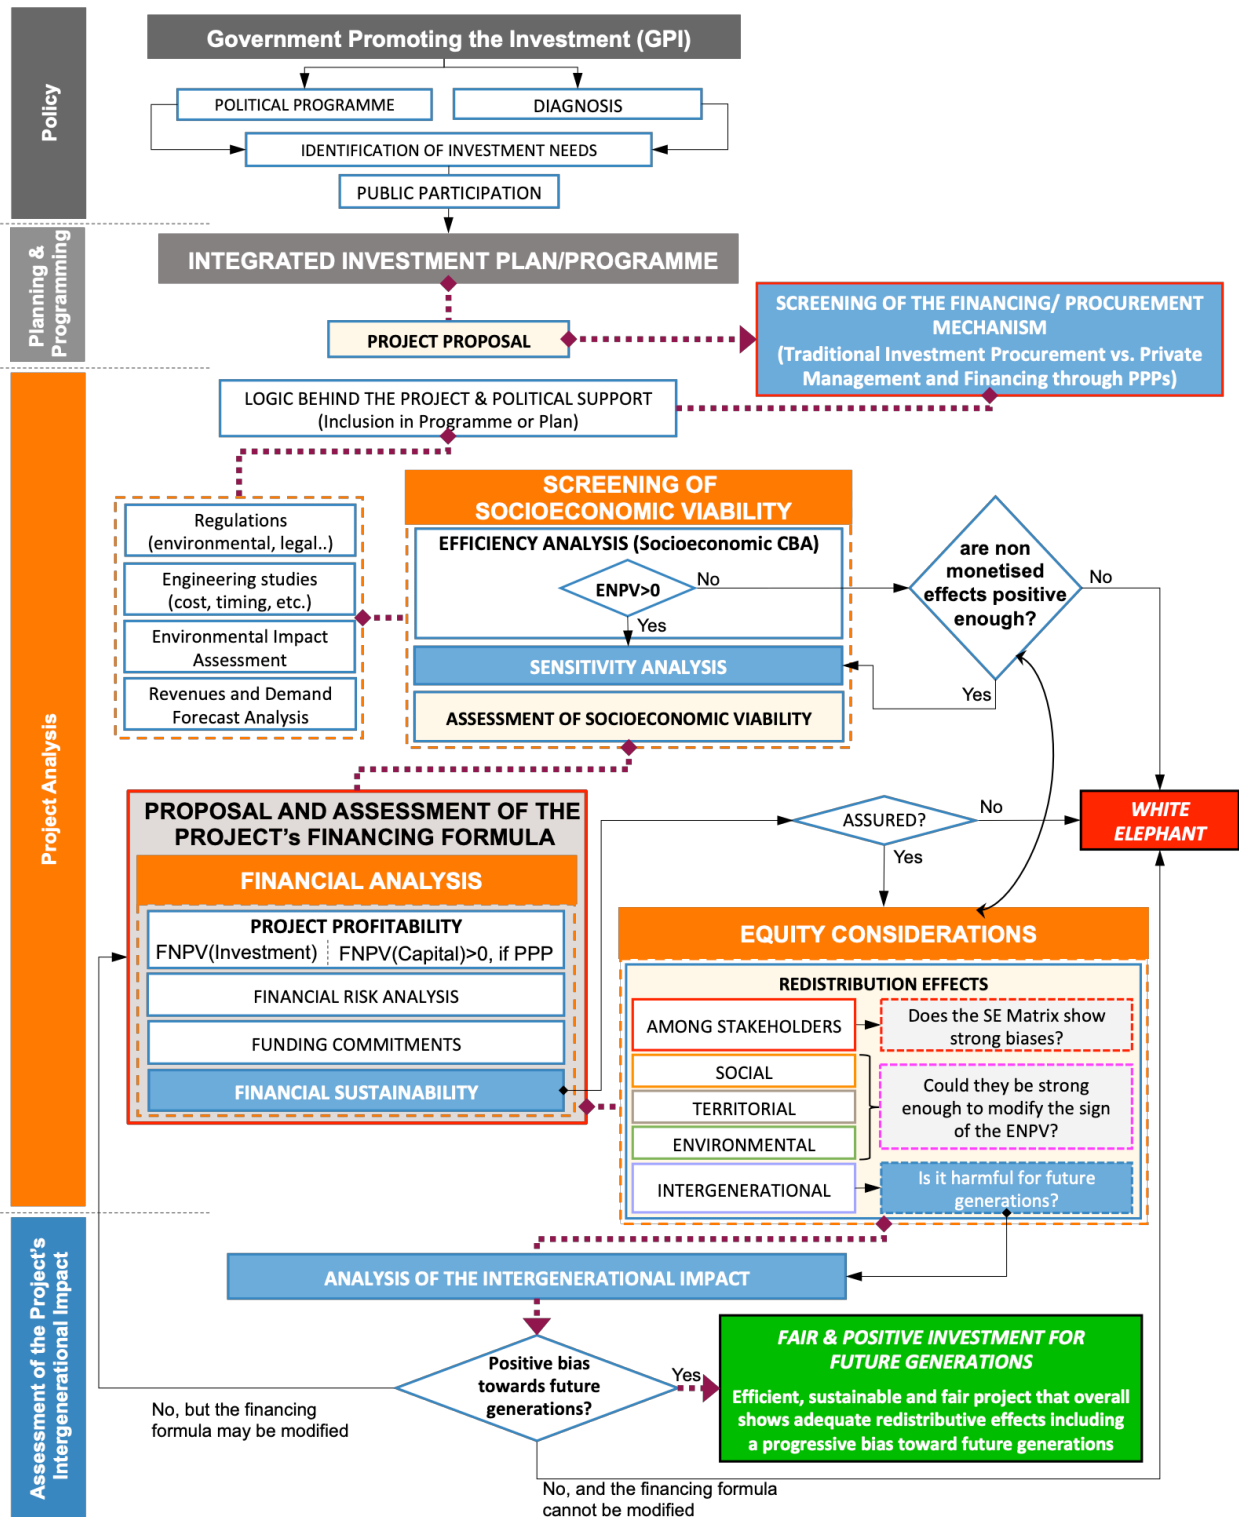 Policy
Government Promoting the Investment (GPI)
POLITICAL PROGRAMME
DIAGNOSIS
IDENTIFICATION OF INVESTMENT NEEDS
PUBLIC PARTICIPATION
Planning &
Programming
INTEGRATED INVESTMENT PLAN/PROGRAMME
PROJECT PROPOSAL
SCREENING OF THE FINANCING/ PROCUREMENT
MECHANISM
(Traditional Investment Procurement vs. Private
Management and Financing through PPPs)
Project Analysis
LOGIC BEHIND THE PROJECT & POLITICAL SUPPORT
(Inclusion in Programme or Plan)
Regulations
(environmental, legal..)
Engineering studies
(cost, timing, etc.)
Environmental Impact
Assessment
Revenues and Demand
Forecast Analysis
SCREENING OF
SOCIOECONOMIC VIABILITY
EFFICIENCY ANALYSIS (Socioeconomic CBA)
ENPV>0
No
Yes
SENSITIVITY ANALYSIS
ASSESSMENT OF SOCIOECONOMIC VIABILITY
are non
monetised
effects positive
enough?
No
Yes
PROPOSAL AND ASSESSMENT OF THE
PROJECT's FINANCING FORMULA
FINANCIAL ANALYSIS
PROJECT PROFITABILITY
FNPV(Investment)
FNPV(Capital)>0, if PPP
FINANCIAL RISK ANALYSIS
FUNDING COMMITMENTS
FINANCIAL SUSTAINABILITY
ASSURED?
No
Yes
WHITE
ELEPHANT
EQUITY CONSIDERATIONS
REDISTRIBUTION EFFECTS
AMONG STAKEHOLDERS
Does the SE Matrix show
strong biases?
SOCIAL
TERRITORIAL
ENVIRONMENTAL
Could they be strong
enough to modify the sign
of the ENPV?
INTERGENERATIONAL
Is it harmful for future
generations?
Assessment of the Project's
Intergenerational Impact
ANALYSIS OF THE INTERGENERATIONAL IMPACT
Positive bias
towards future
generations?
Yes
No, but the financing
formula may be modified
No, and the financing formula
cannot be modified
FAIR & POSITIVE INVESTMENT FOR
FUTURE GENERATIONS
Efficient, sustainable and fair project that overall
shows adequate redistributive effects including
a progressive bias toward future generations